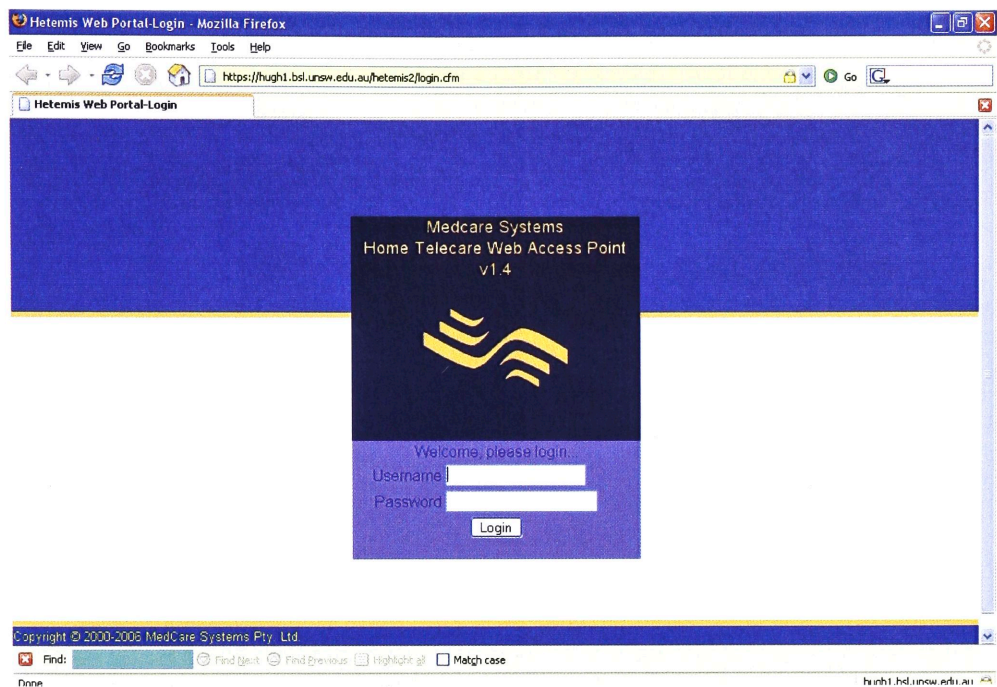 Hetemis Web Portal-Login - Mozilla Firefox
File Edit View Go Bookmarks Tools Help
https://hugh1.bsl.unsw.edu.au/hetemis2/login.cfm Go G
Hetemis Web Portal-Login
Medcare Systems
Home Telecare Web Access Point
v1.4
Welcome, please login...
Username
Password
Login
Copyright © 2000-2006 MedCare Systems Pty. Ltd.
Find: Find Next Find Previous Highlight all Match case
Done hugh1.bsl.unsw.edu.au